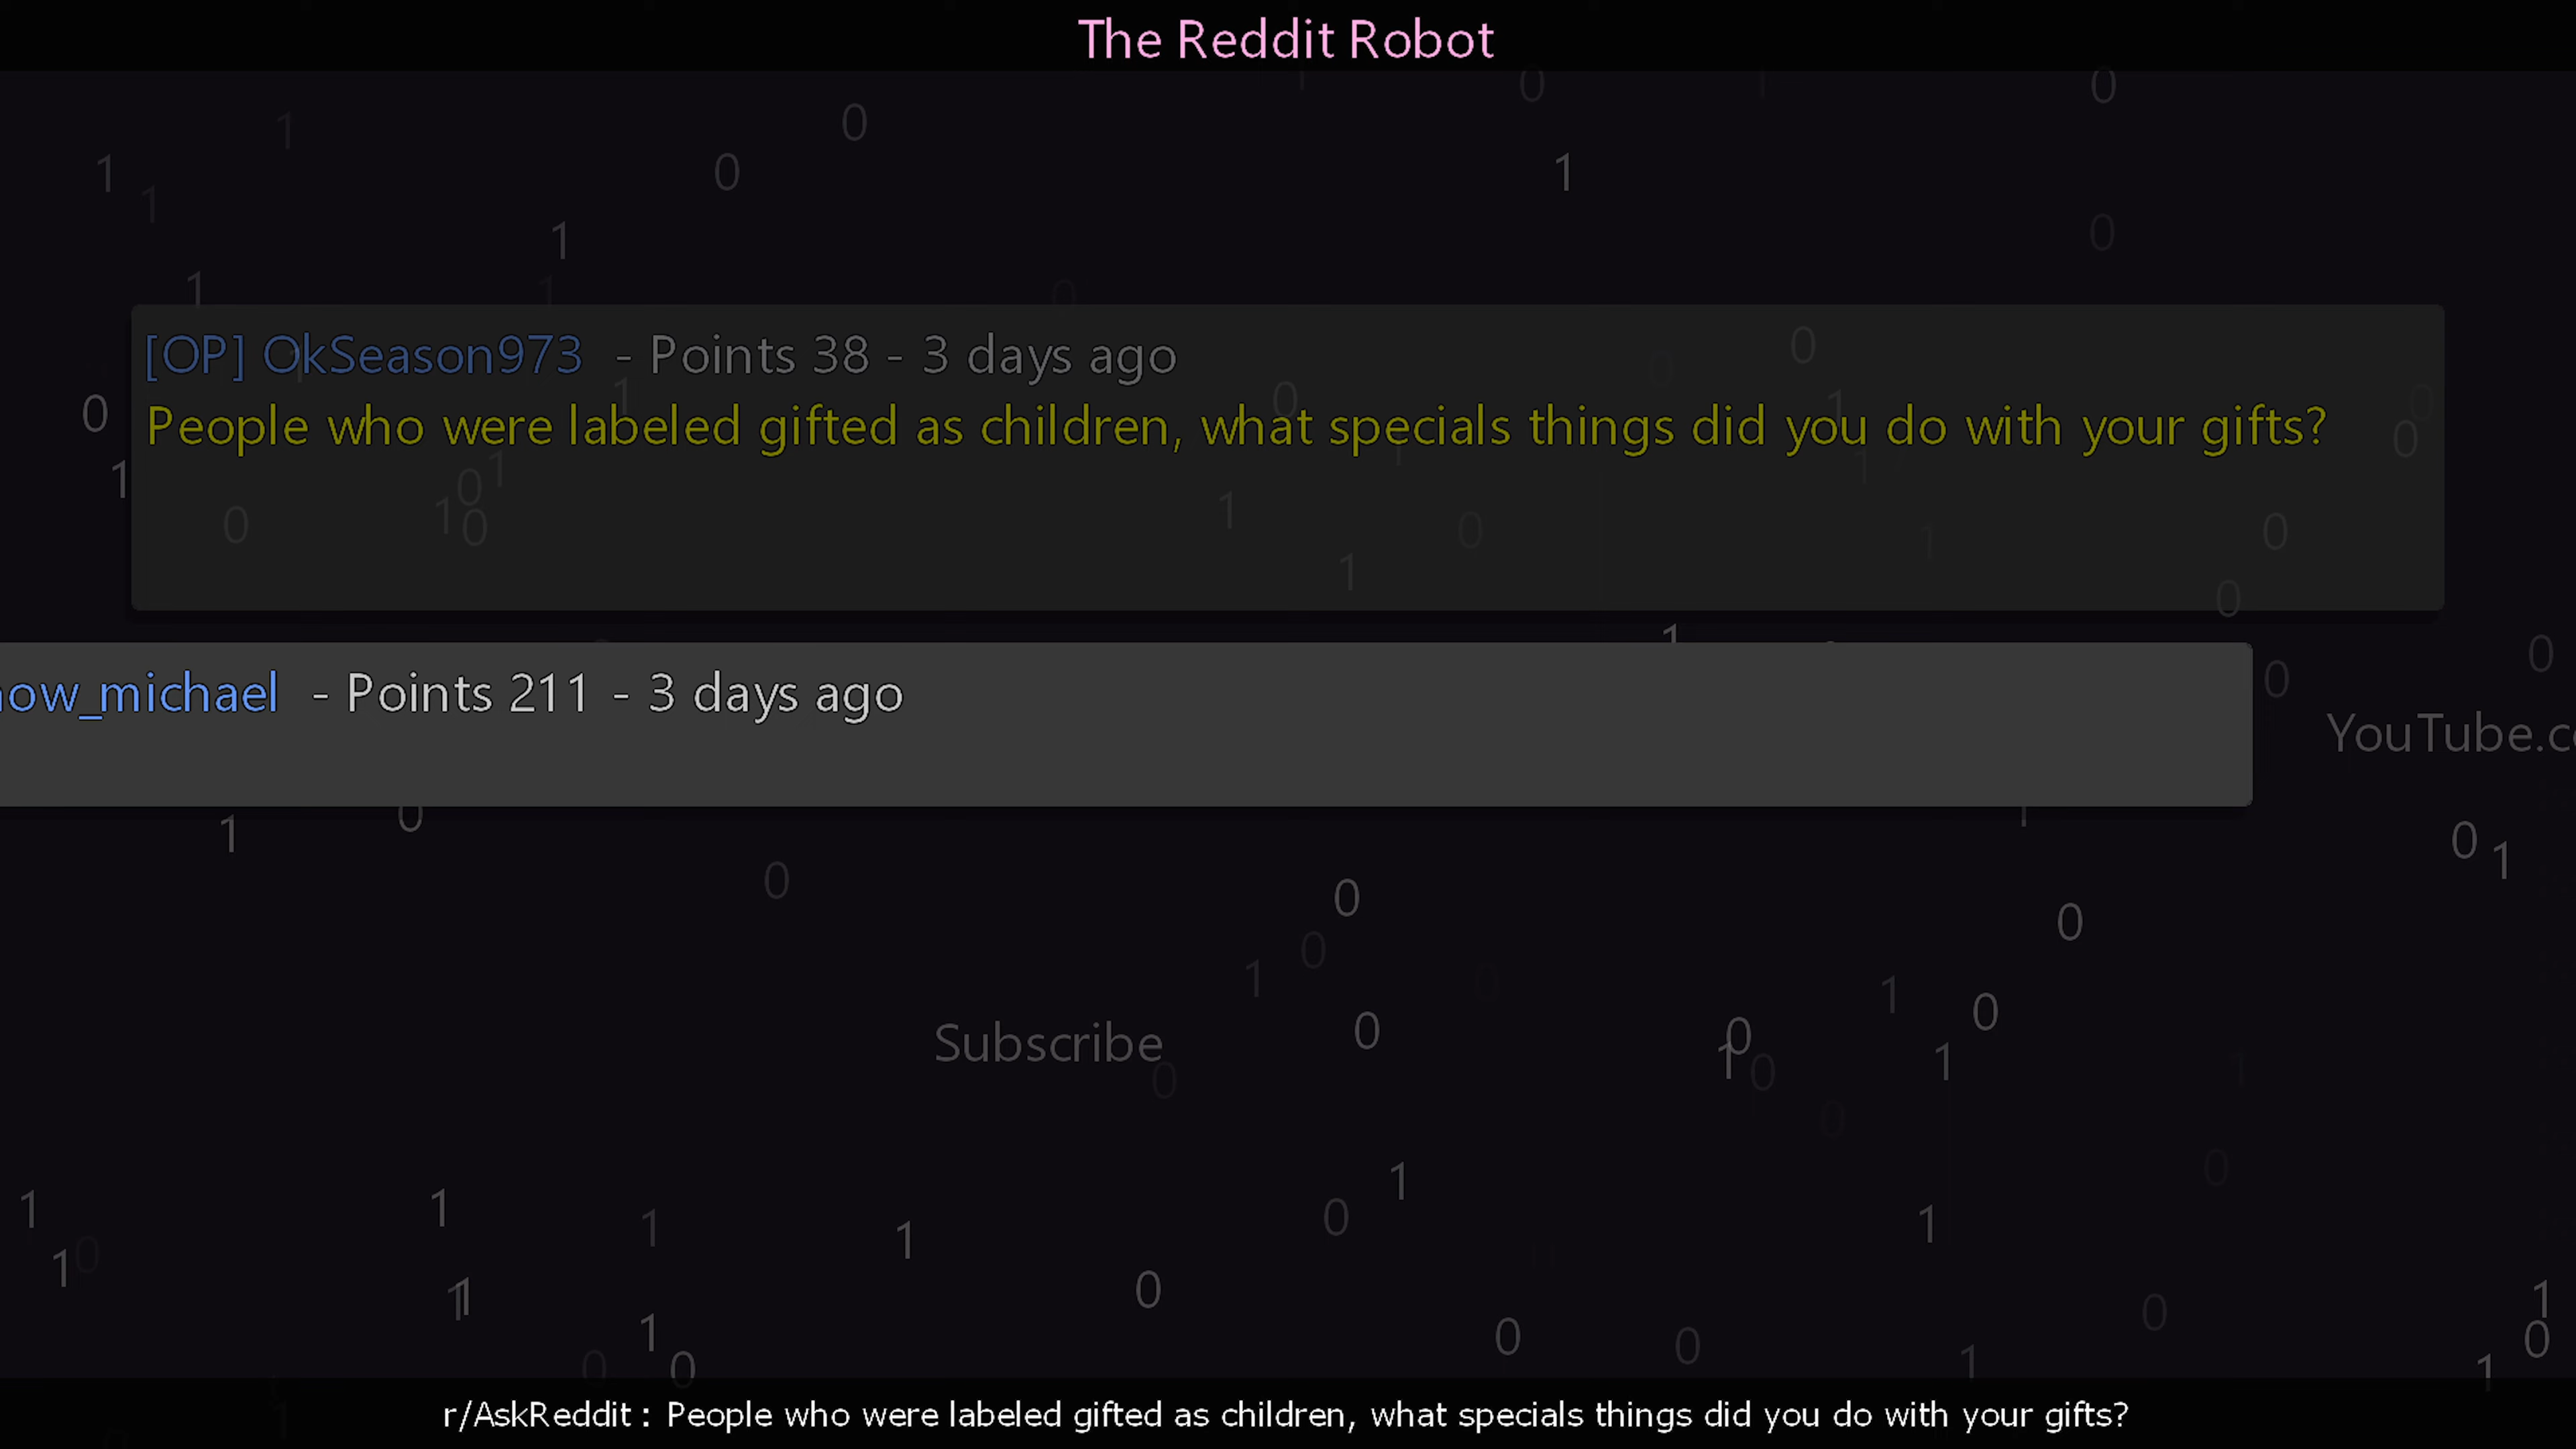 The Reddit Robot
[OP] OkSeason973 - Points 38 - 3 days ago
People who were labeled gifted as children, what specials things did you do with your gifts?
ow_michael - Points 211 - 3 days ago
Subscribe
r/AskReddit : People who were labeled gifted as children, what specials things did you do with your gifts?